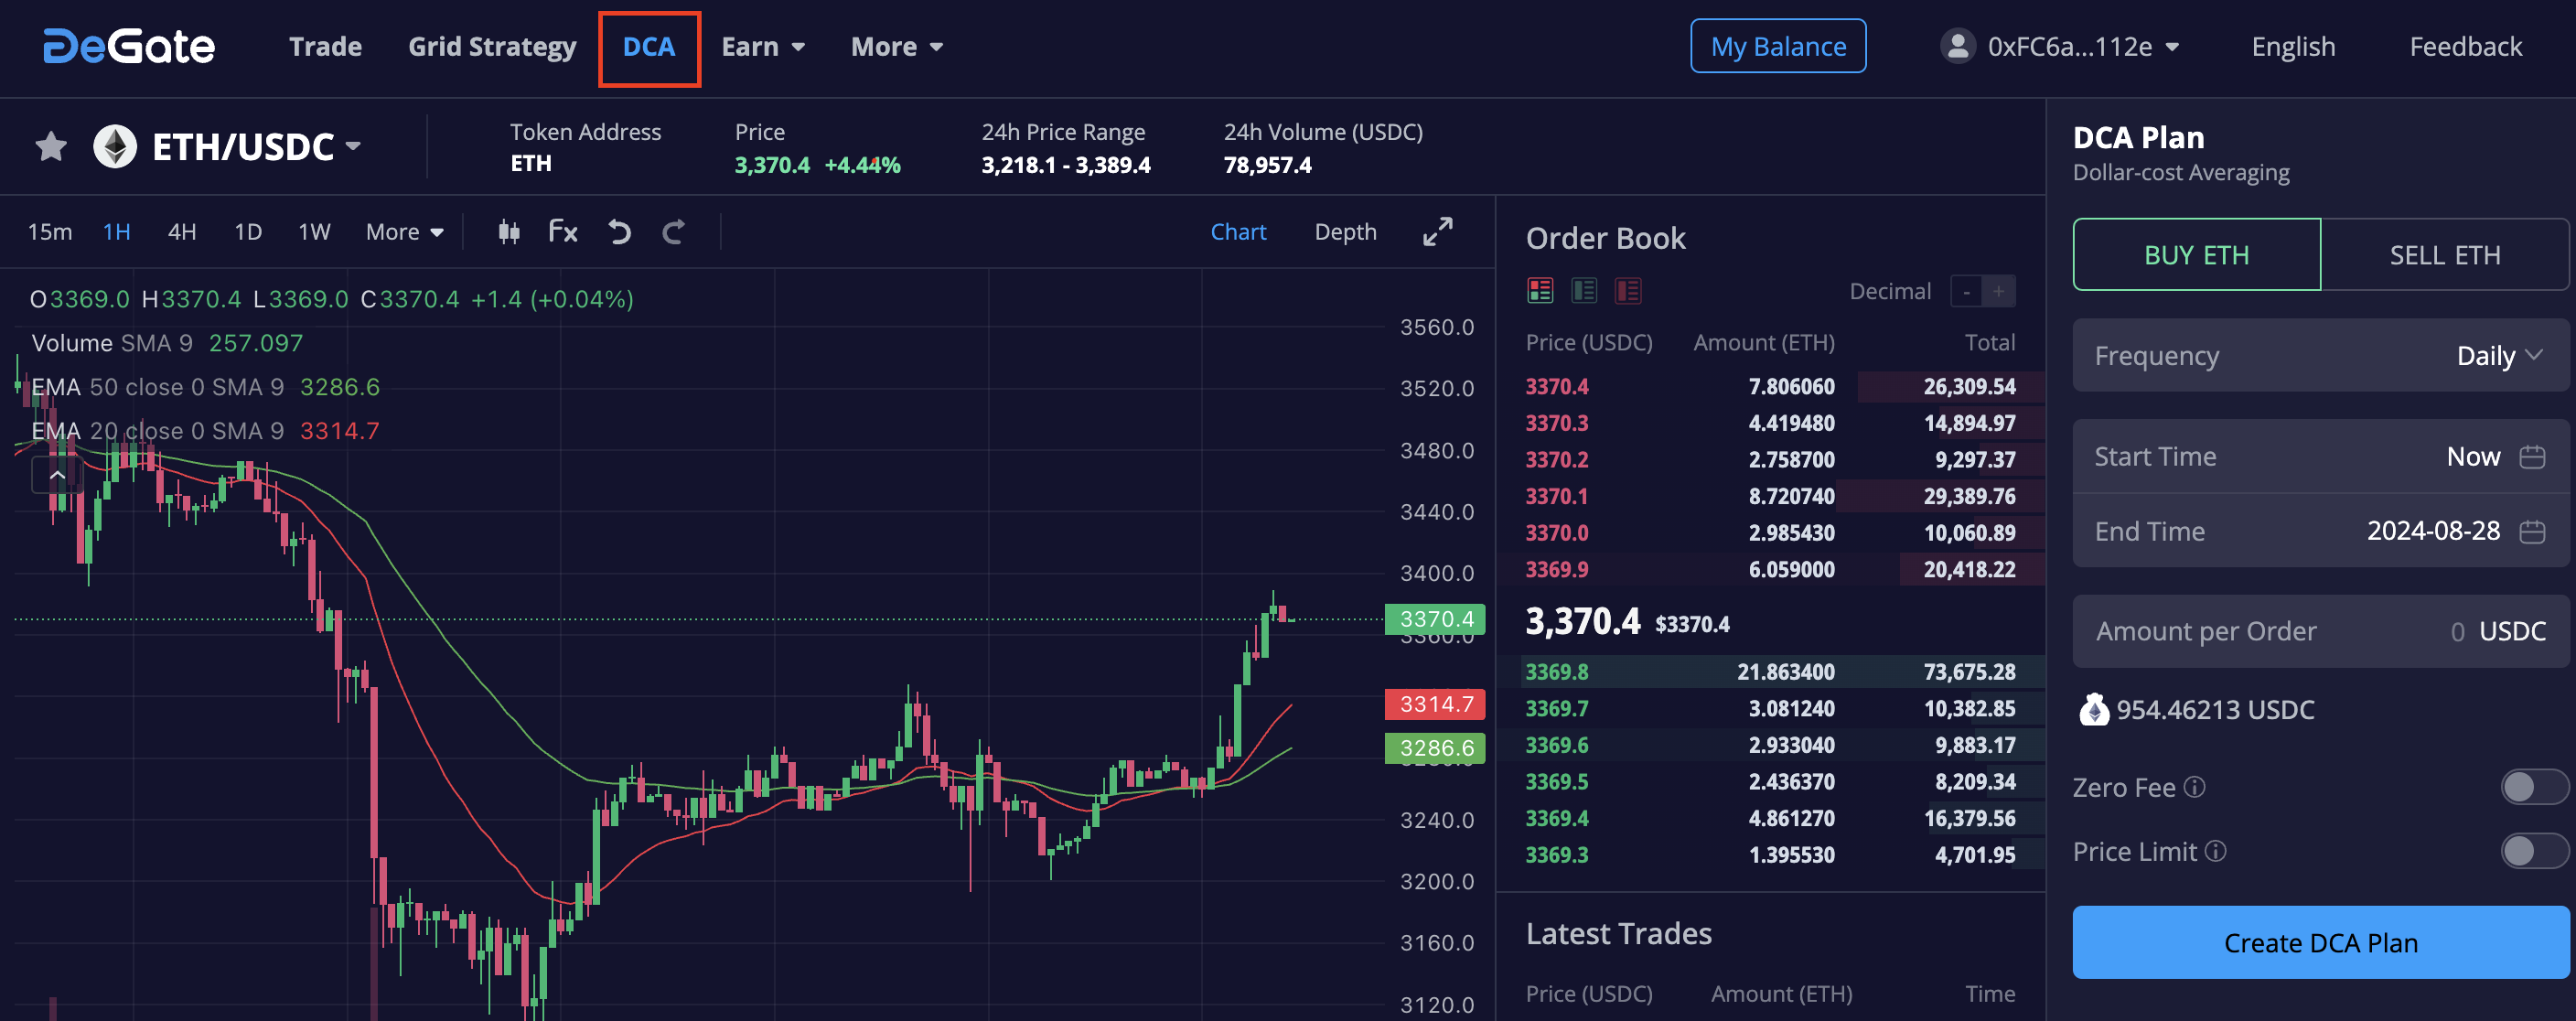 DeGate Trade Grid Strategy DCA Earn More My Balance 0xFC6a...112e English Feedback
ETH/USDC
Token Address Price 24h Price Range 24h Volume (USDC)
ETH 3,370.4 +4.44% 3,218.1 - 3,389.4 78,957.4
15m 1H 4H 1D 1W More Fx Chart Depth
O3369.0 H3370.4 L3369.0 C3370.4 +1.4 (+0.04%)
Volume SMA 9 257.097
EMA 50 close 0 SMA 9 3286.6
EMA 20 close 0 SMA 9 3314.7
3560.0
3520.0
3480.0
3440.0
3400.0
3370.4
3360.0
3314.7
3286.6
3240.0
3200.0
3160.0
3120.0
Order Book
Decimal - +
Price (USDC) Amount (ETH) Total
3370.4 7.806060 26,309.54
3370.3 4.419480 14,894.97
3370.2 2.758700 9,297.37
3370.1 8.720740 29,389.76
3370.0 2.985430 10,060.89
3369.9 6.059000 20,418.22
3,370.4 $3370.4
3369.8 21.863400 73,675.28
3369.7 3.081240 10,382.85
3369.6 2.933040 9,883.17
3369.5 2.436370 8,209.34
3369.4 4.861270 16,379.56
3369.3 1.395530 4,701.95
Latest Trades
Price (USDC) Amount (ETH) Time
DCA Plan
Dollar-cost Averaging
BUY ETH SELL ETH
Frequency Daily
Start Time Now
End Time 2024-08-28
Amount per Order 0 USDC
954.46213 USDC
Zero Fee
Price Limit
Create DCA Plan